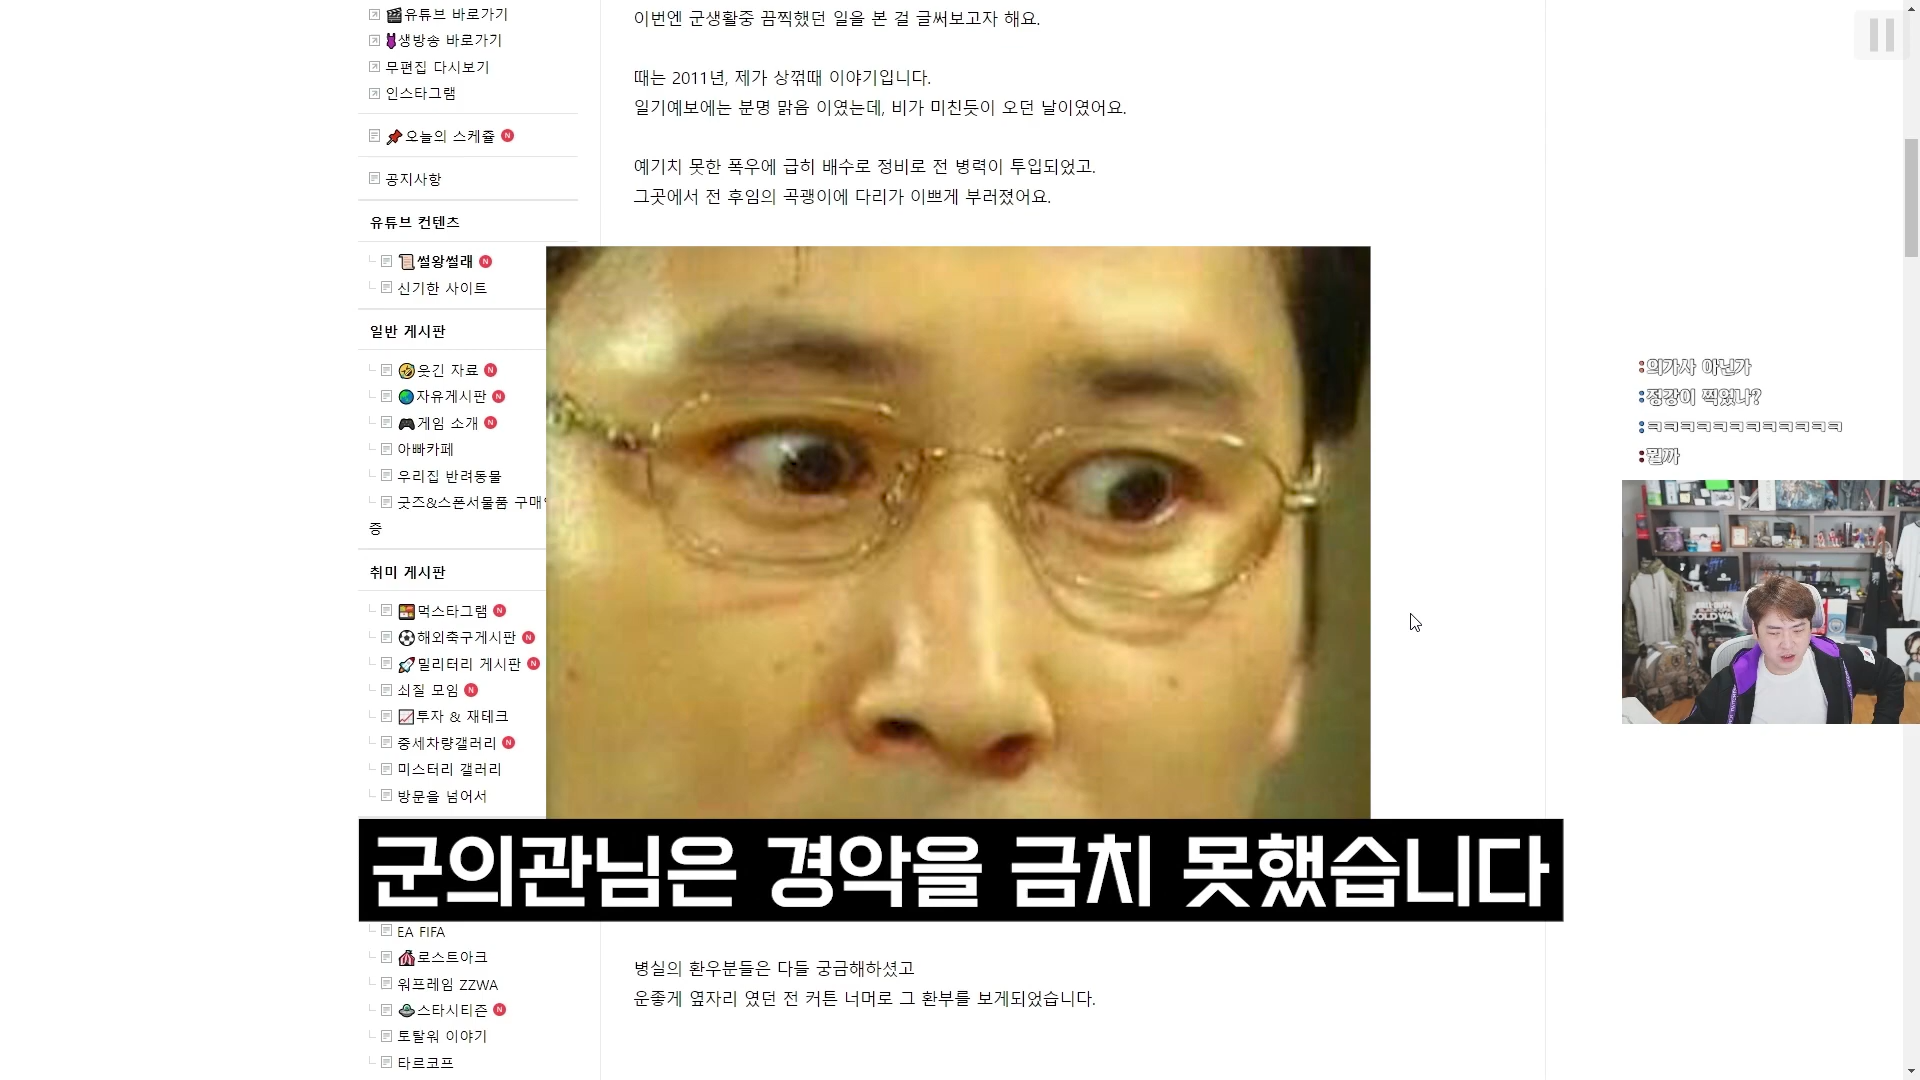 🎬유튜브 바로가기
생방송 바로가기
무편집 다시보기
인스타그램
📌오늘의 스케쥴 N
공지사항
유튜브 컨텐츠
📜썰왕썰래 N
신기한 사이트
일반 게시판
🤣웃긴 자료 N
🌏자유게시판 N
🎮게임 소개 N
아빠카페
우리집 반려동물
굿즈&스폰서물품 구매
증
취미 게시판
🍱먹스타그램 N
⚽해외축구게시판 N
🚀밀리터리 게시판 N
쇠질 모임 N
📈투자 & 재테크
중세차량갤러리 N
미스터리 갤러리
방문을 넘어서
EA FIFA
🎪로스트아크
워프레임 ZZWA
🛸스타시티즌 N
토탈워 이야기
타르코프
이번엔 군생활중 끔찍했던 일을 본 걸 글써보고자 해요.
때는 2011년, 제가 상꺾때 이야기입니다.
일기예보에는 분명 맑음 이였는데, 비가 미친듯이 오던 날이였어요.
예기치 못한 폭우에 급히 배수로 정비로 전 병력이 투입되었고.
그곳에서 전 후임의 곡괭이에 다리가 이쁘게 부러졌어요.
군의관님은 경악을 금치 못했습니다
병실의 환우분들은 다들 궁금해하셨고
운좋게 옆자리 였던 전 커튼 너머로 그 환부를 보게되었습니다.
:의가사 아닌가
:정강이 찍었나?
:ㅋㅋㅋㅋㅋㅋㅋㅋㅋㅋㅋㅋ
:뭘까